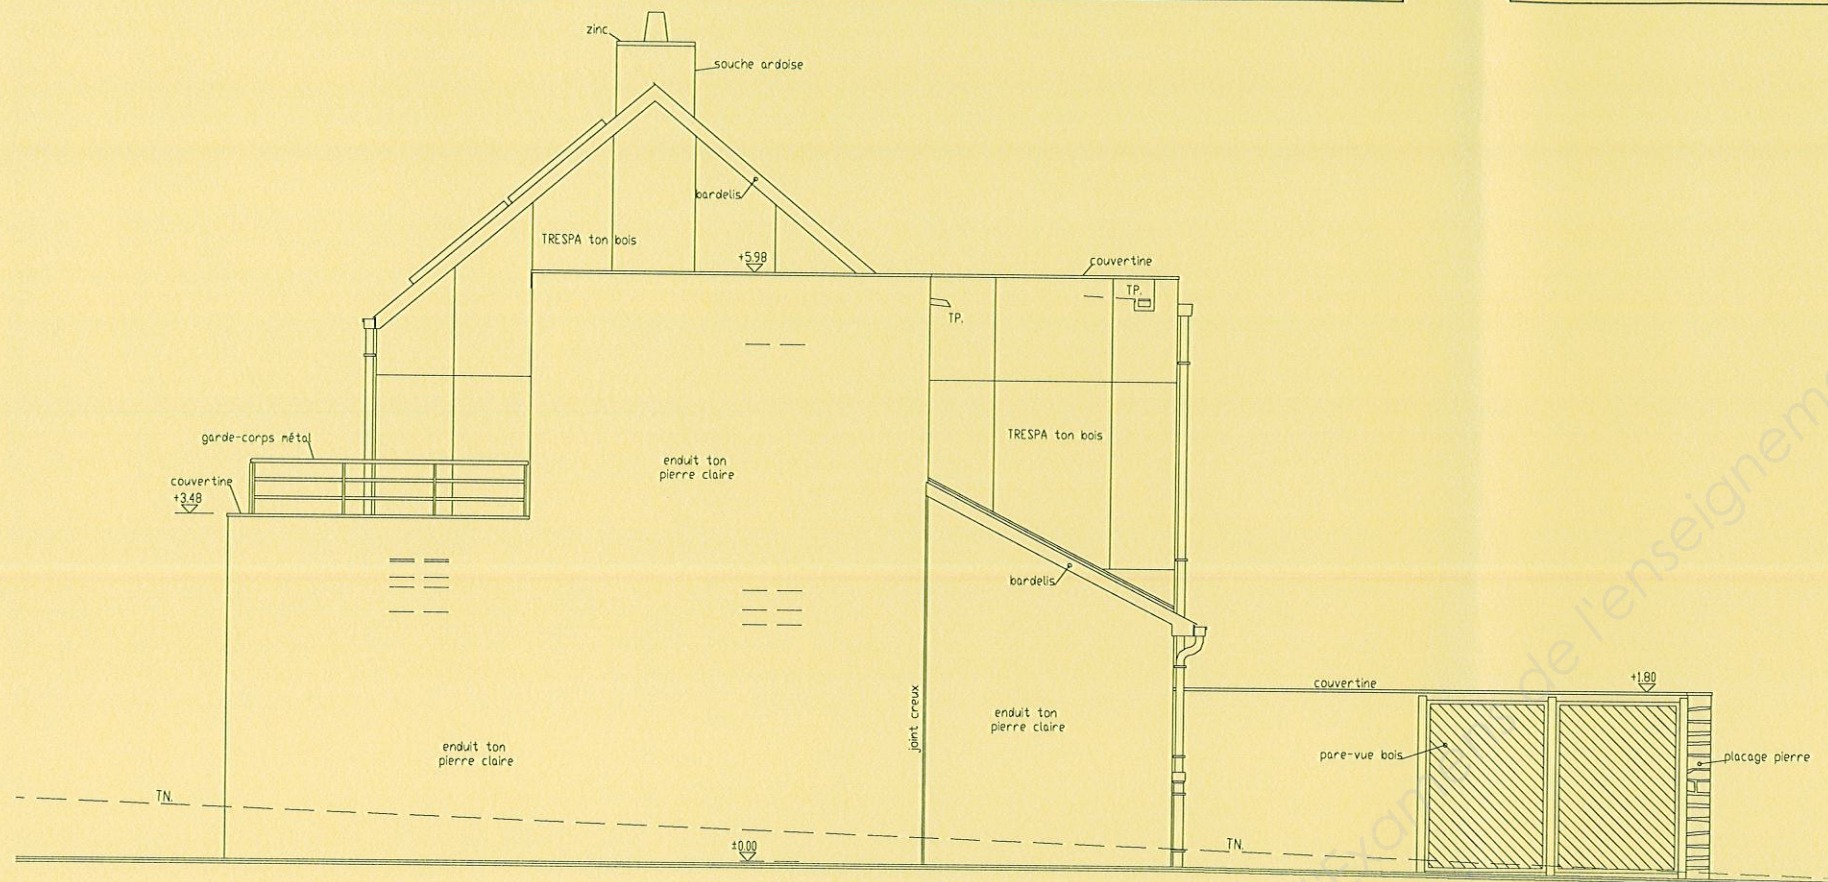 zinc
souche ardoise
bardelis
TRESPA ton bois
+5.98
couvertine
TP.
TP.
garde-corps métal
couvertine
+3.48
enduit ton
pierre claire
TRESPA ton bois
bardelis
joint creux
enduit ton
pierre claire
enduit ton
pierre claire
couvertine
+1.80
pare-vue bois
placage pierre
TN.
±0.00
TN.
de l'enseignem